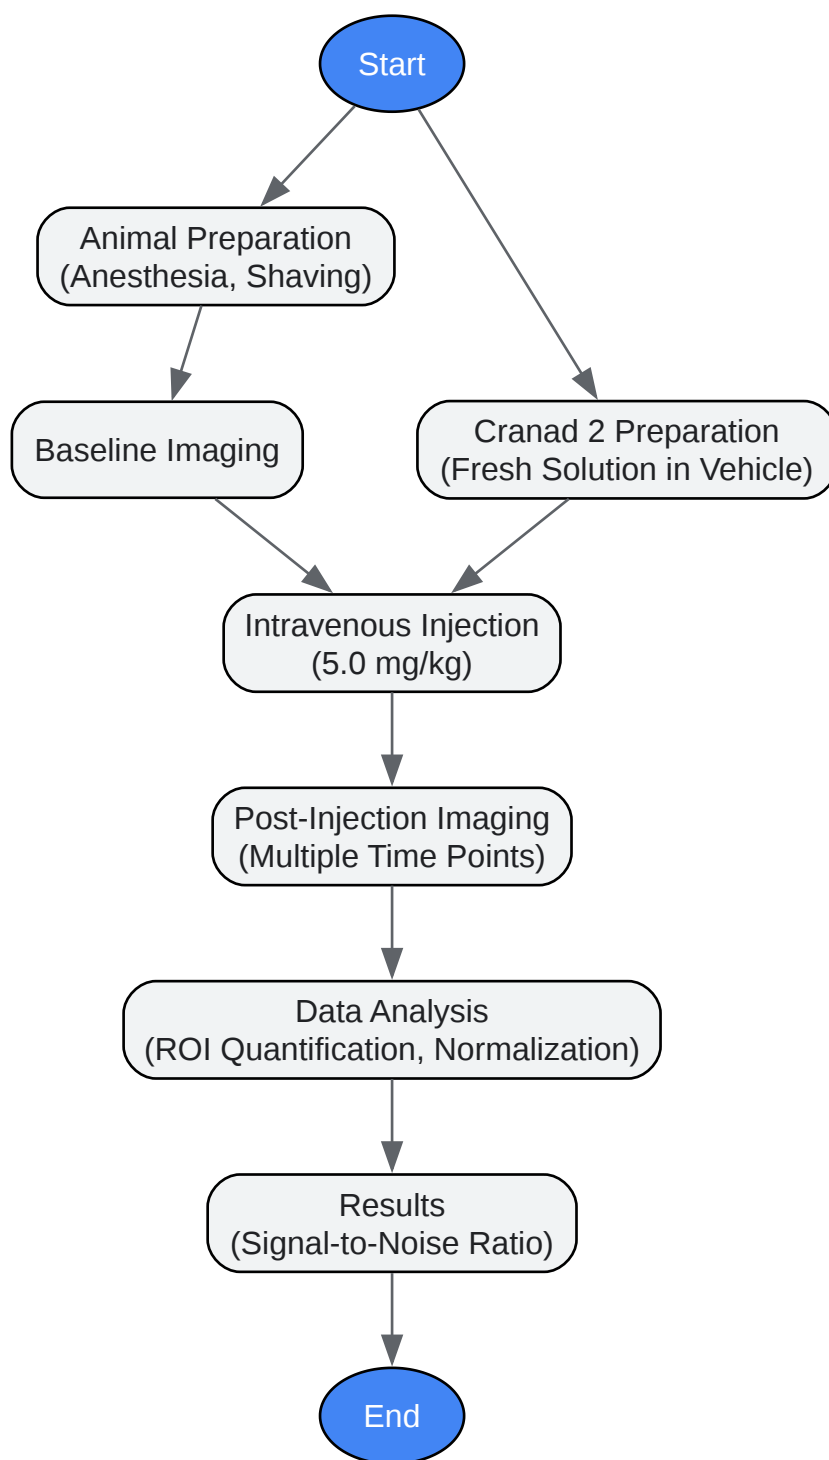 Start
Animal Preparation
(Anesthesia, Shaving)
Baseline Imaging
Cranad 2 Preparation
(Fresh Solution in Vehicle)
Intravenous Injection
(5.0 mg/kg)
Post-Injection Imaging
(Multiple Time Points)
Data Analysis
(ROI Quantification, Normalization)
Results
(Signal-to-Noise Ratio)
End